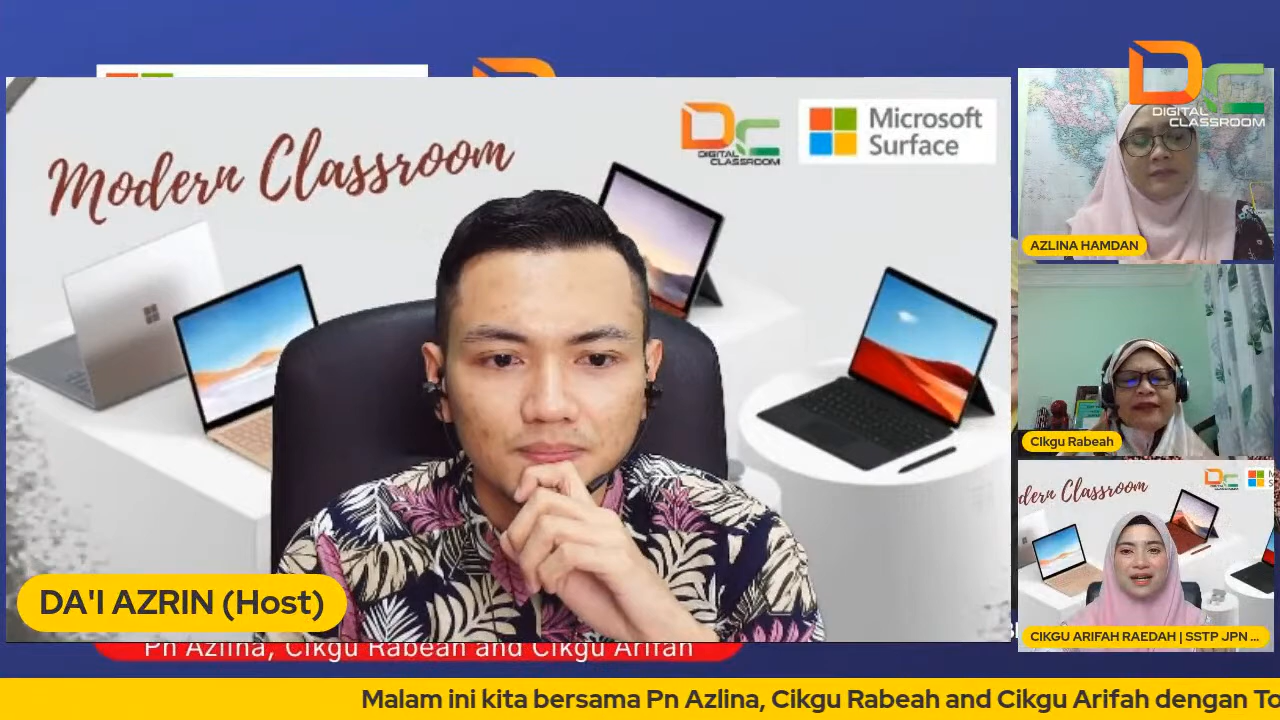 Modern Classroom
DIGITAL
CLASSROOM
Microsoft
Surface
DA'I AZRIN (Host)
DIGITAL
CLASSROOM
AZLINA HAMDAN
CIkgu Rabeah
Classroom
CIKGU ARIFAH RAEDAH | SSTP JPN ...
Pn Azlina, Cikgu Rabeah and Cikgu Arifah
Malam ini kita bersama Pn Azlina, Cikgu Rabeah and Cikgu Arifah dengan